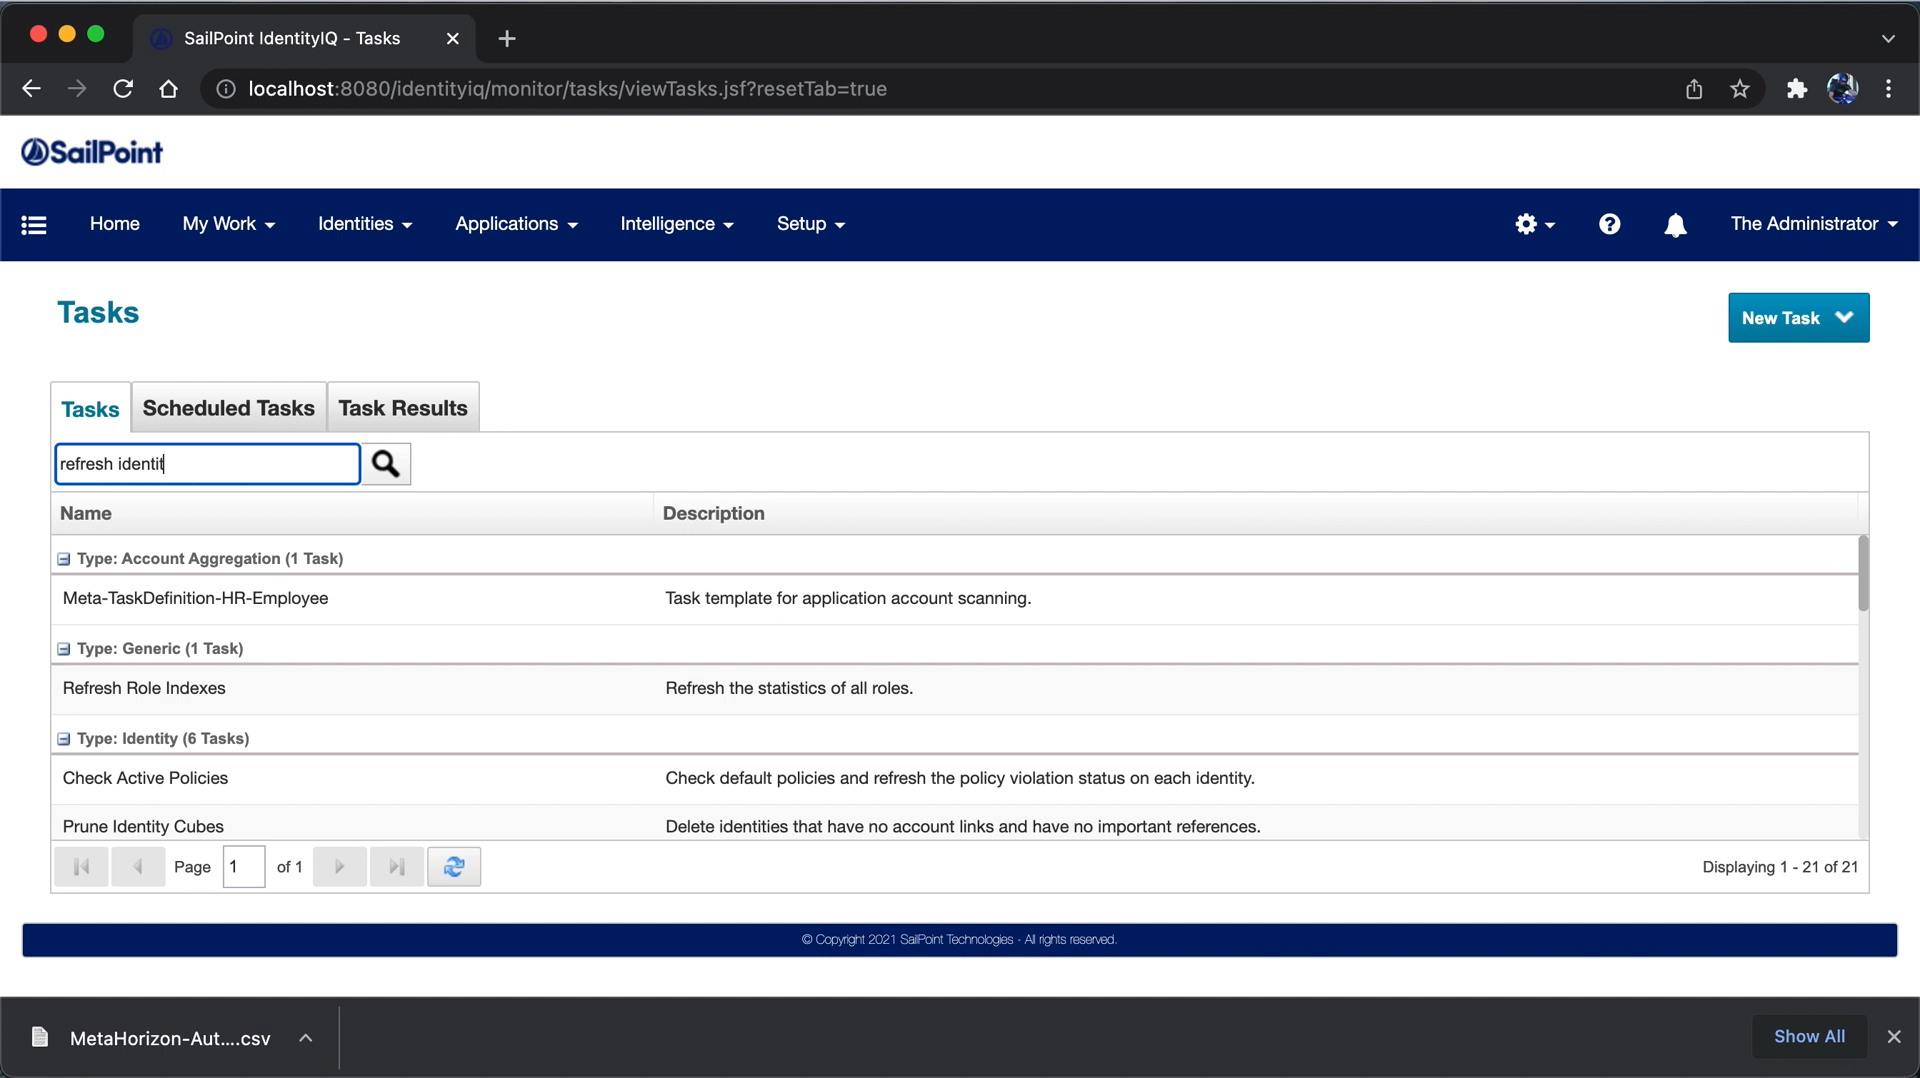 SailPoint IdentityIQ - Tasks
localhost:8080/identityiq/monitor/tasks/viewTasks.jsf?resetTab=true
SailPoint
Home My Work Identities Applications Intelligence Setup The Administrator
Tasks
New Task
Tasks Scheduled Tasks Task Results
refresh identit
Name Description
Type: Account Aggregation (1 Task)
Meta-TaskDefinition-HR-Employee Task template for application account scanning.
Type: Generic (1 Task)
Refresh Role Indexes Refresh the statistics of all roles.
Type: Identity (6 Tasks)
Check Active Policies Check default policies and refresh the policy violation status on each identity.
Prune Identity Cubes Delete identities that have no account links and have no important references.
Page 1 of 1 Displaying 1 - 21 of 21
© Copyright 2021 SailPoint Technologies - All rights reserved.
MetaHorizon-Aut....csv Show All